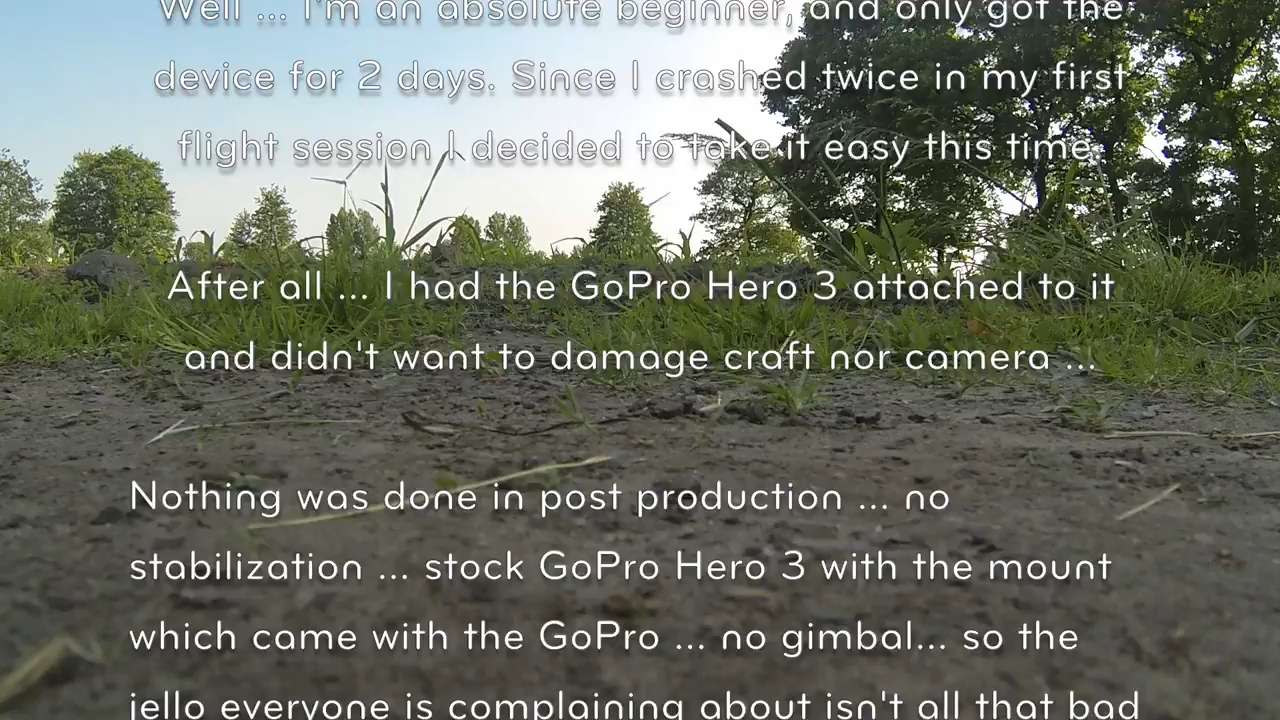 Well ... I'm an absolute beginner, and only got the
device for 2 days. Since I crashed twice in my first
flight session I decided to take it easy this time.
After all ... I had the GoPro Hero 3 attached to it
and didn't want to damage craft nor camera ...
Nothing was done in post production ... no
stabilization ... stock GoPro Hero 3 with the mount
which came with the GoPro ... no gimbal... so the
jello everyone is complaining about isn't all that bad